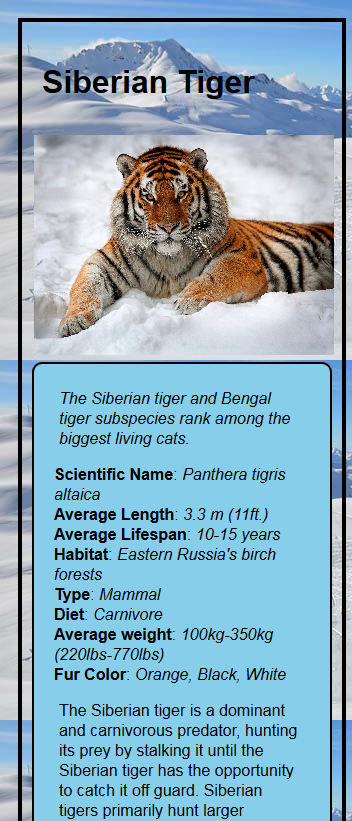 Siberian Tiger
The Siberian tiger and Bengal
tiger subspecies rank among the
biggest living cats.
Scientific Name: Panthera tigris
altaica
Average Length: 3.3 m (11ft.)
Average Lifespan: 10-15 years
Habitat: Eastern Russia's birch
forests
Type: Mammal
Diet: Carnivore
Average weight: 100kg-350kg
(220lbs-770lbs)
Fur Color: Orange, Black, White
The Siberian tiger is a dominant
and carnivorous predator, hunting
its prey by stalking it until the
Siberian tiger has the opportunity
to catch it off guard. Siberian
tigers primarily hunt larger